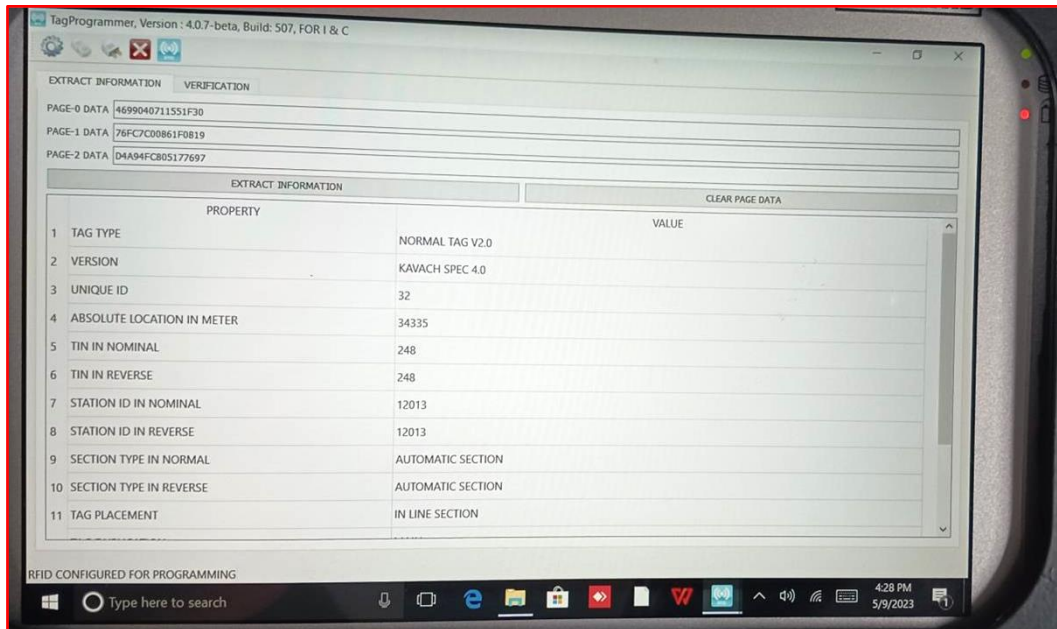 TagProgrammer, Version : 4.0.7-beta, Build: 507, FOR I & C
EXTRACT INFORMATION VERIFICATION
PAGE-0 DATA 4699040711551F30
PAGE-1 DATA 76FC7C00861F0819
PAGE-2 DATA D4A94FC805177697
EXTRACT INFORMATION CLEAR PAGE DATA
PROPERTY VALUE
1 TAG TYPE NORMAL TAG V2.0
2 VERSION KAVACH SPEC 4.0
3 UNIQUE ID 32
4 ABSOLUTE LOCATION IN METER 34335
5 TIN IN NOMINAL 248
6 TIN IN REVERSE 248
7 STATION ID IN NOMINAL 12013
8 STATION ID IN REVERSE 12013
9 SECTION TYPE IN NORMAL AUTOMATIC SECTION
10 SECTION TYPE IN REVERSE AUTOMATIC SECTION
11 TAG PLACEMENT IN LINE SECTION
RFID CONFIGURED FOR PROGRAMMING
Type here to search
4:28 PM
5/9/2023
1